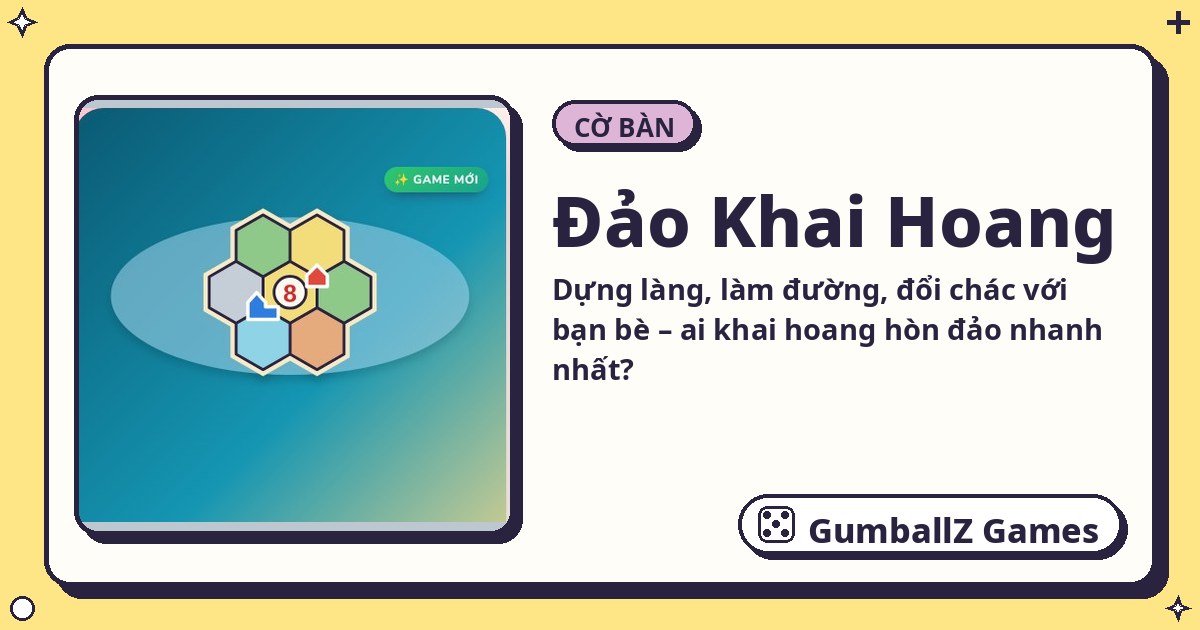 ✨ GAME MỚI
8
CỜ BÀN
Đảo Khai Hoang
Dựng làng, làm đường, đổi chác với
bạn bè – ai khai hoang hòn đảo nhanh
nhất?
GumballZ Games